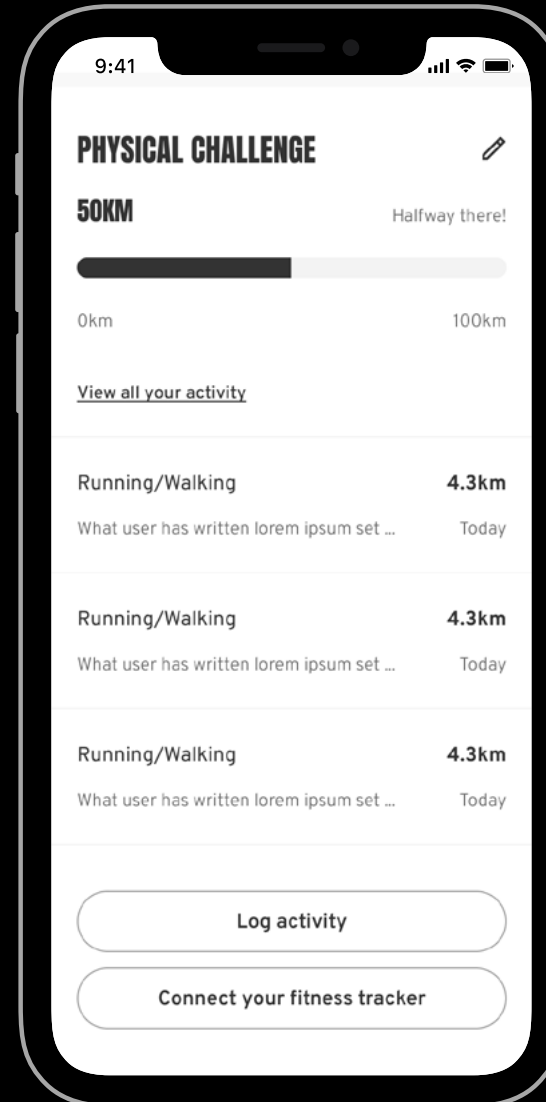 9:41
PHYSICAL CHALLENGE
50KM Halfway there!
0km 100km
View all your activity
Running/Walking 4.3km
What user has written lorem ipsum set ... Today
Running/Walking 4.3km
What user has written lorem ipsum set ... Today
Running/Walking 4.3km
What user has written lorem ipsum set ... Today
Log activity
Connect your fitness tracker